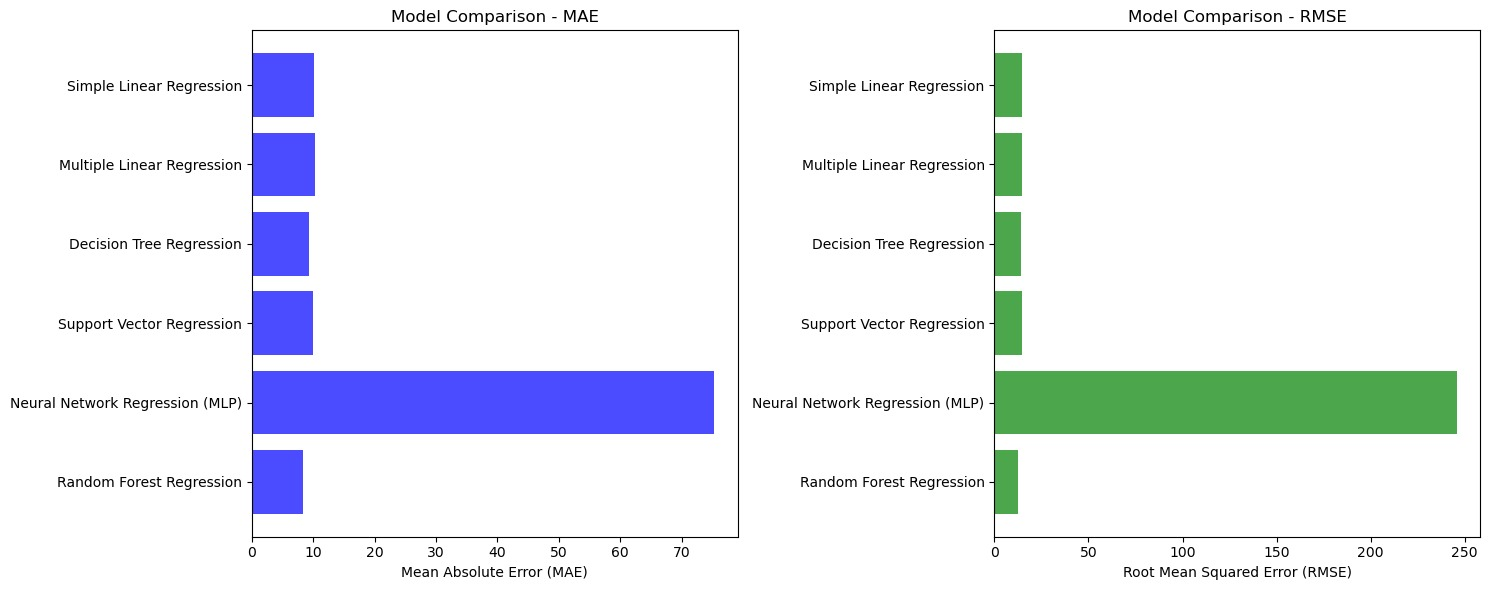 Model Comparison - MAE
Simple Linear Regression
Multiple Linear Regression
Decision Tree Regression
Support Vector Regression
Neural Network Regression (MLP)
Random Forest Regression
0 10 20 30 40 50 60 70
Mean Absolute Error (MAE)
Model Comparison - RMSE
Simple Linear Regression
Multiple Linear Regression
Decision Tree Regression
Support Vector Regression
Neural Network Regression (MLP)
Random Forest Regression
0 50 100 150 200 250
Root Mean Squared Error (RMSE)